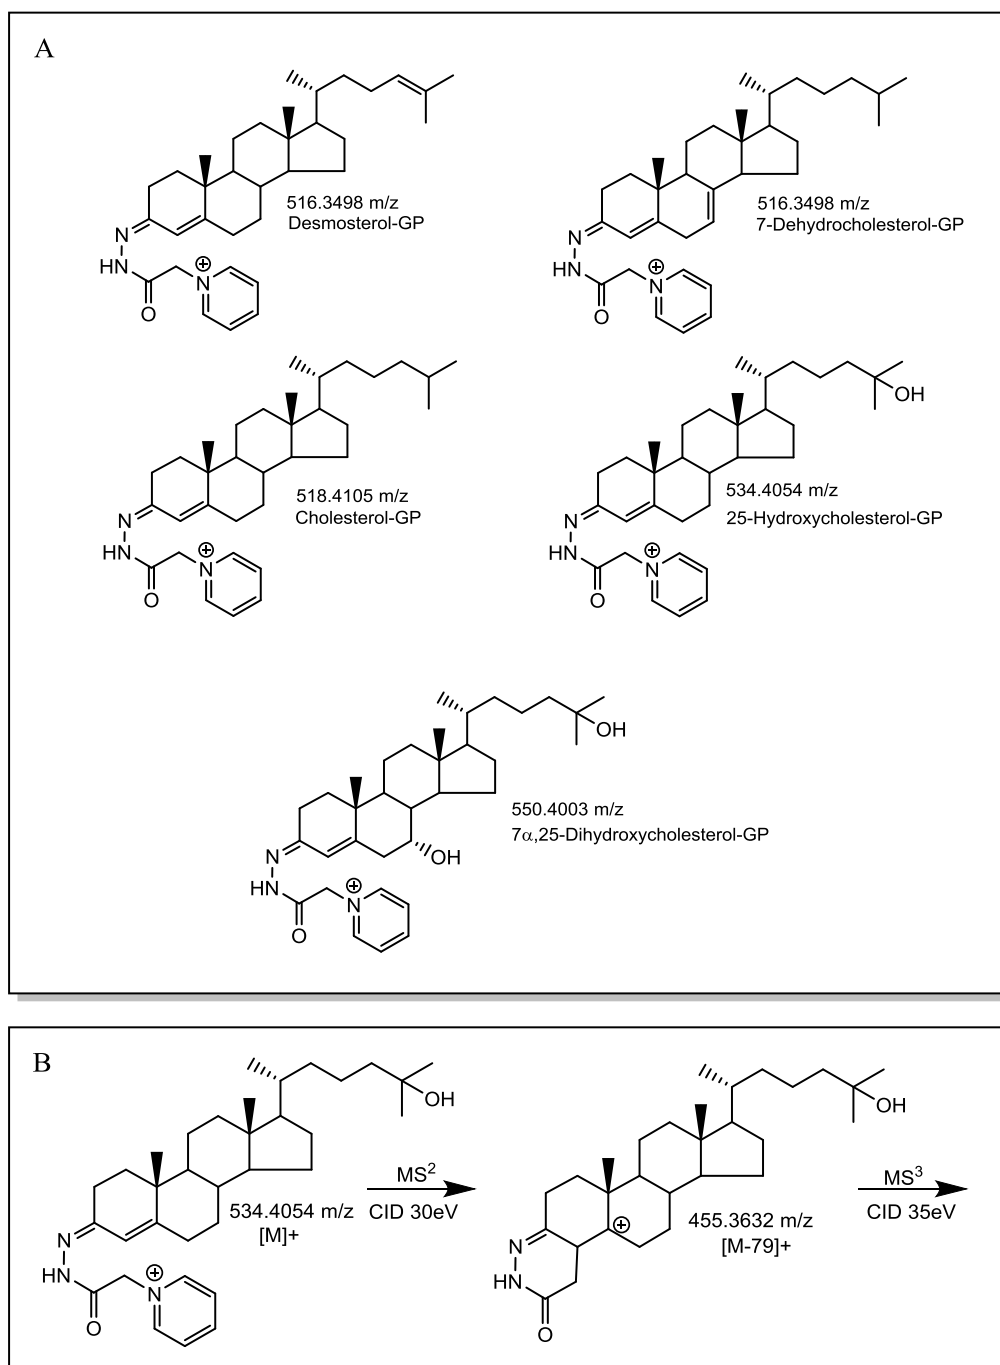 A
516.3498 m/z
Desmosterol-GP
N
HN
O
N
⊕
516.3498 m/z
7-Dehydrocholesterol-GP
N
HN
O
N
⊕
518.4105 m/z
Cholesterol-GP
N
HN
O
N
⊕
OH
534.4054 m/z
25-Hydroxycholesterol-GP
N
HN
O
N
⊕
OH
550.4003 m/z
7α,25-Dihydroxycholesterol-GP
OH
N
HN
O
N
⊕
B
OH
534.4054 m/z
[M]+
N
HN
O
N
⊕
MS²
CID 30eV
OH
⊕
455.3632 m/z
[M-79]+
N
HN
O
MS³
CID 35eV